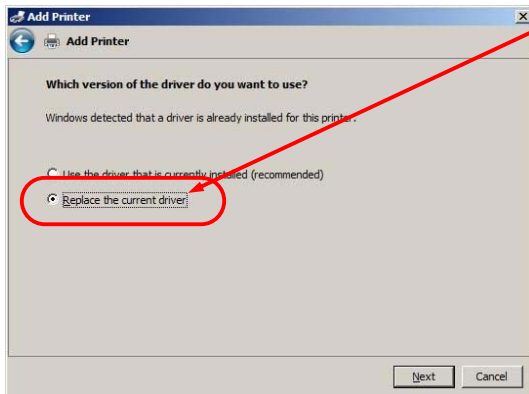 Add Printer
Add Printer
Which version of the driver do you want to use?
Windows detected that a driver is already installed for this printer.
Use the driver that is currently installed (recommended)
Replace the current driver
Next Cancel